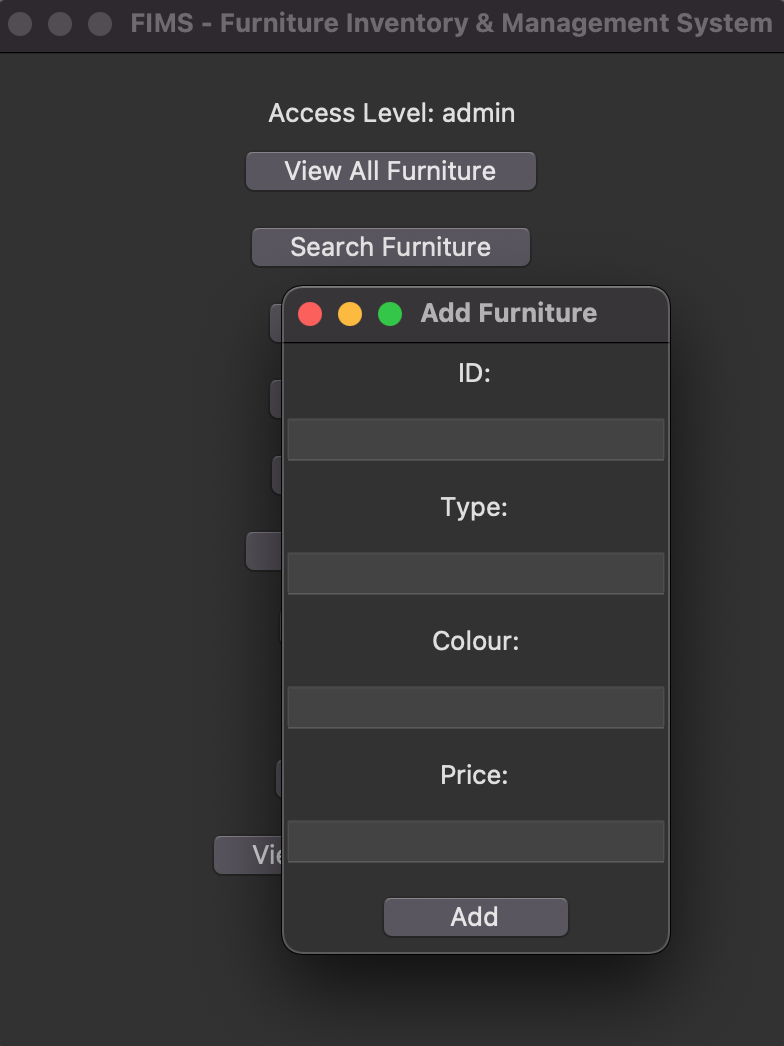 FIMS - Furniture Inventory & Management System
Access Level: admin
View All Furniture
Search Furniture
Add Furniture
ID:
Type:
Colour:
Price:
Add